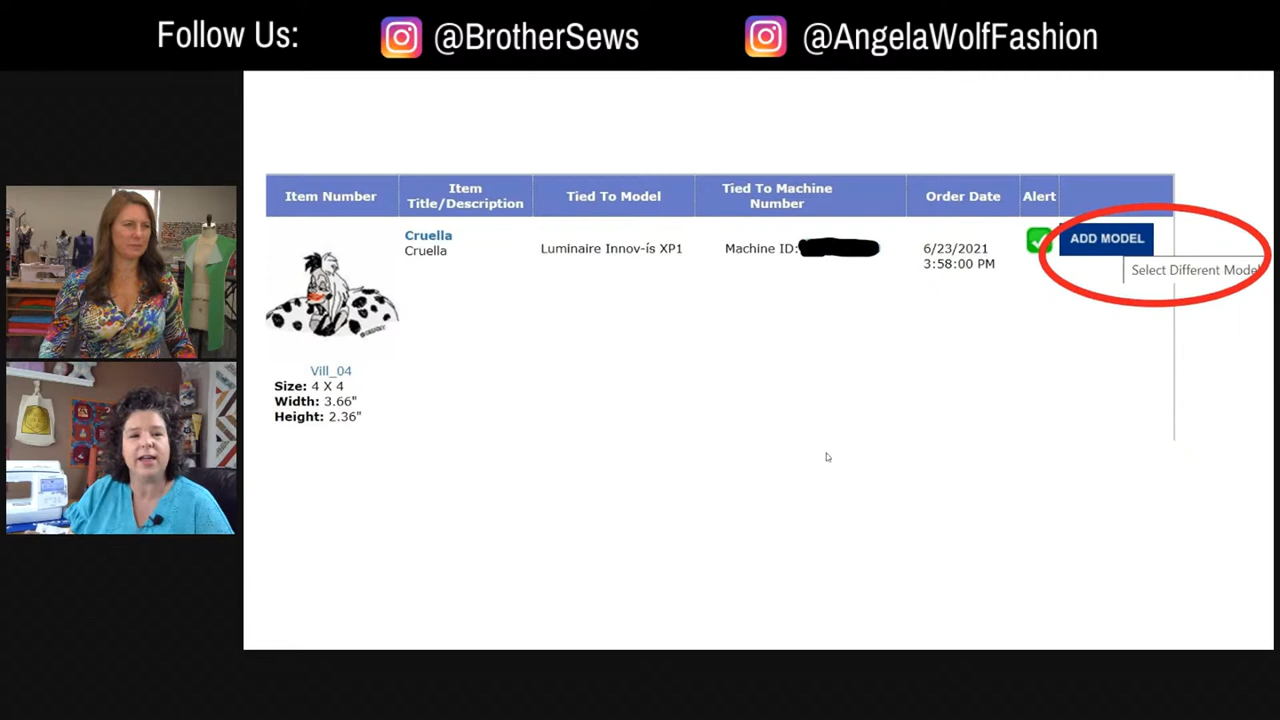 Follow Us: @BrotherSews @AngelaWolfFashion
Item Number
Item Title/Description
Tied To Model
Tied To Machine Number
Order Date
Alert
Cruella
Cruella
Luminaire Innov-ís XP1
Machine ID:
6/23/2021
3:58:00 PM
ADD MODEL
Select Different Model
Vill_04
Size: 4 X 4
Width: 3.66"
Height: 2.36"